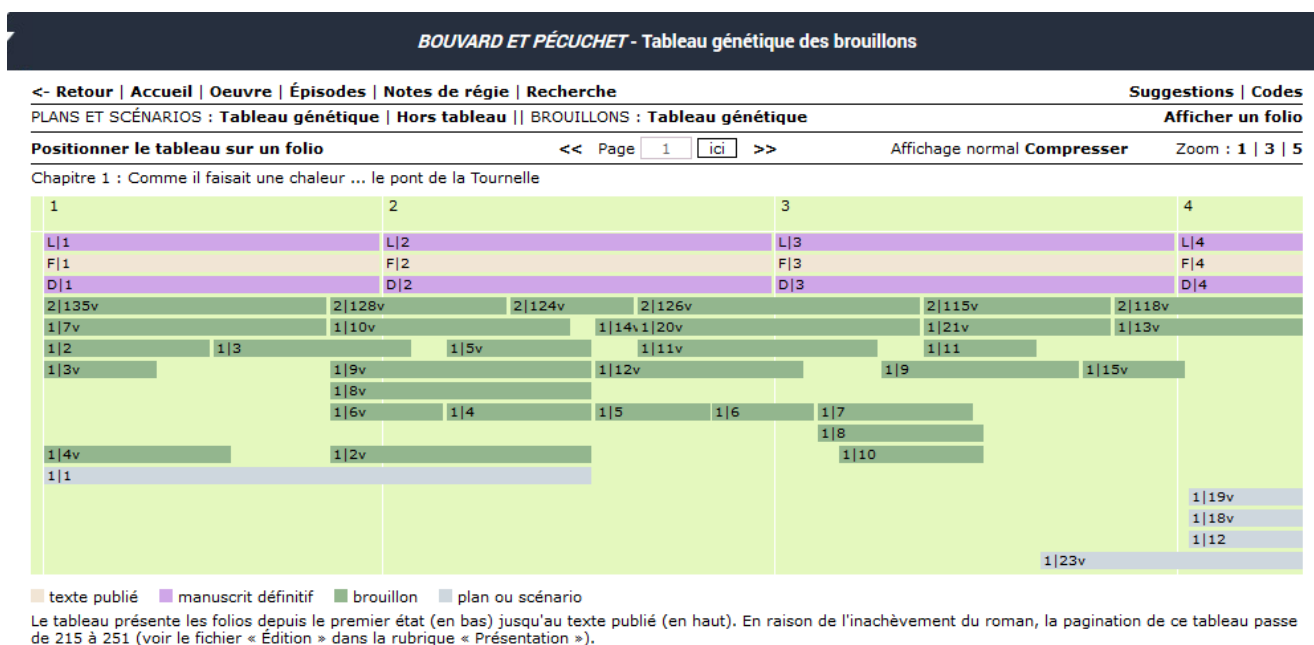 BOUVARD ET PÉCUCHET - Tableau génétique des brouillons
<- Retour | Accueil | Oeuvre | Épisodes | Notes de régie | Recherche Suggestions | Codes
PLANS ET SCÉNARIOS : Tableau génétique | Hors tableau || BROUILLONS : Tableau génétique Afficher un folio
Positionner le tableau sur un folio << Page 1 ici >> Affichage normal Compresser Zoom : 1 | 3 | 5
Chapitre 1 : Comme il faisait une chaleur ... le pont de la Tournelle
1 2 3 4
L|1 L|2 L|3 L|4
F|1 F|2 F|3 F|4
D|1 D|2 D|3 D|4
2|135v 2|128v 2|124v 2|126v 2|115v 2|118v
1|7v 1|10v 1|14v 1|20v 1|21v 1|13v
1|2 1|3 1|5v 1|11v 1|11
1|3v 1|9v 1|12v 1|9 1|15v
1|8v
1|6v 1|4 1|5 1|6 1|7
1|8
1|4v 1|2v 1|10
1|1
1|19v
1|18v
1|12
1|23v
texte publié manuscrit définitif brouillon plan ou scénario
Le tableau présente les folios depuis le premier état (en bas) jusqu'au texte publié (en haut). En raison de l'inachèvement du roman, la pagination de ce tableau passe
de 215 à 251 (voir le fichier « Édition » dans la rubrique « Présentation »).